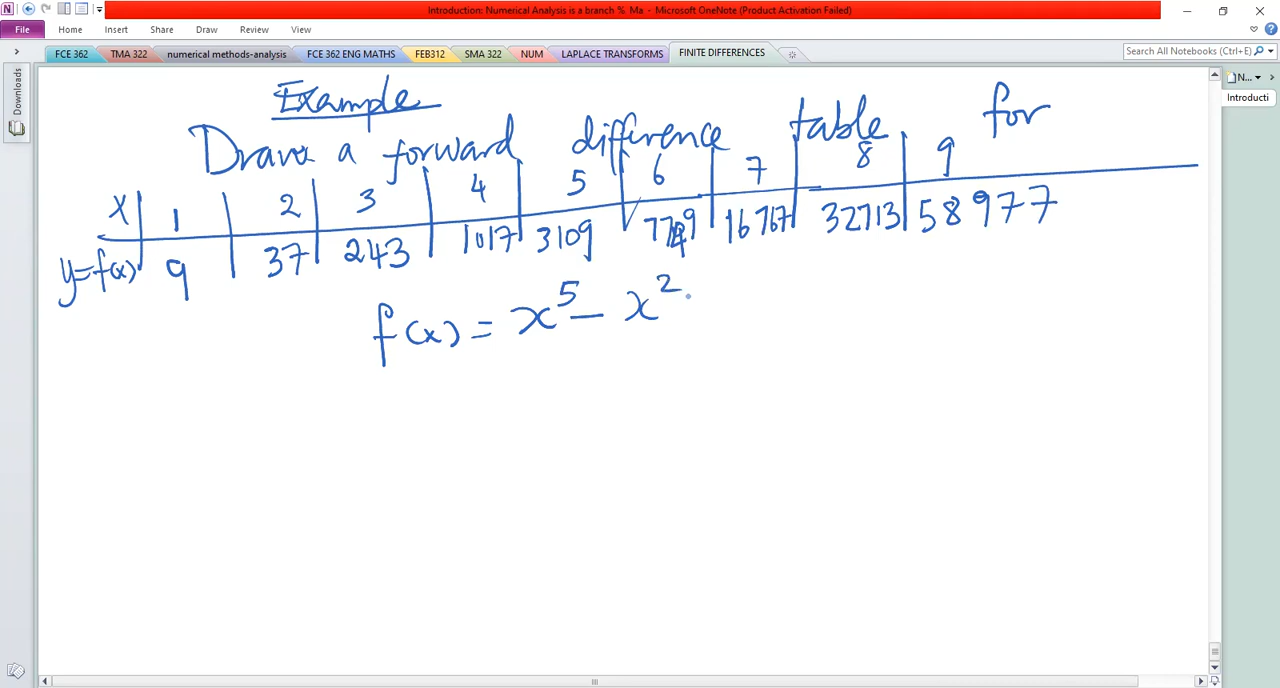 Introduction: Numerical Analysis is a branch %. Ma - Microsoft OneNote (Product Activation Failed)
File Home Insert Share Draw Review View
FCE 362 TMA 322 numerical methods-analysis FCE 362 ENG MATHS FEB312 SMA 322 NUM LAPLACE TRANSFORMS FINITE DIFFERENCES Search All Notebooks (Ctrl+E)
N...
Introducti
Downloads
Example
Draw a forward difference table for
x 1 2 3 4 5 6 7 8 9
y=f(x) 9 37 243 1017 3109 16767 32713 58977
f(x) = x⁵ - x²